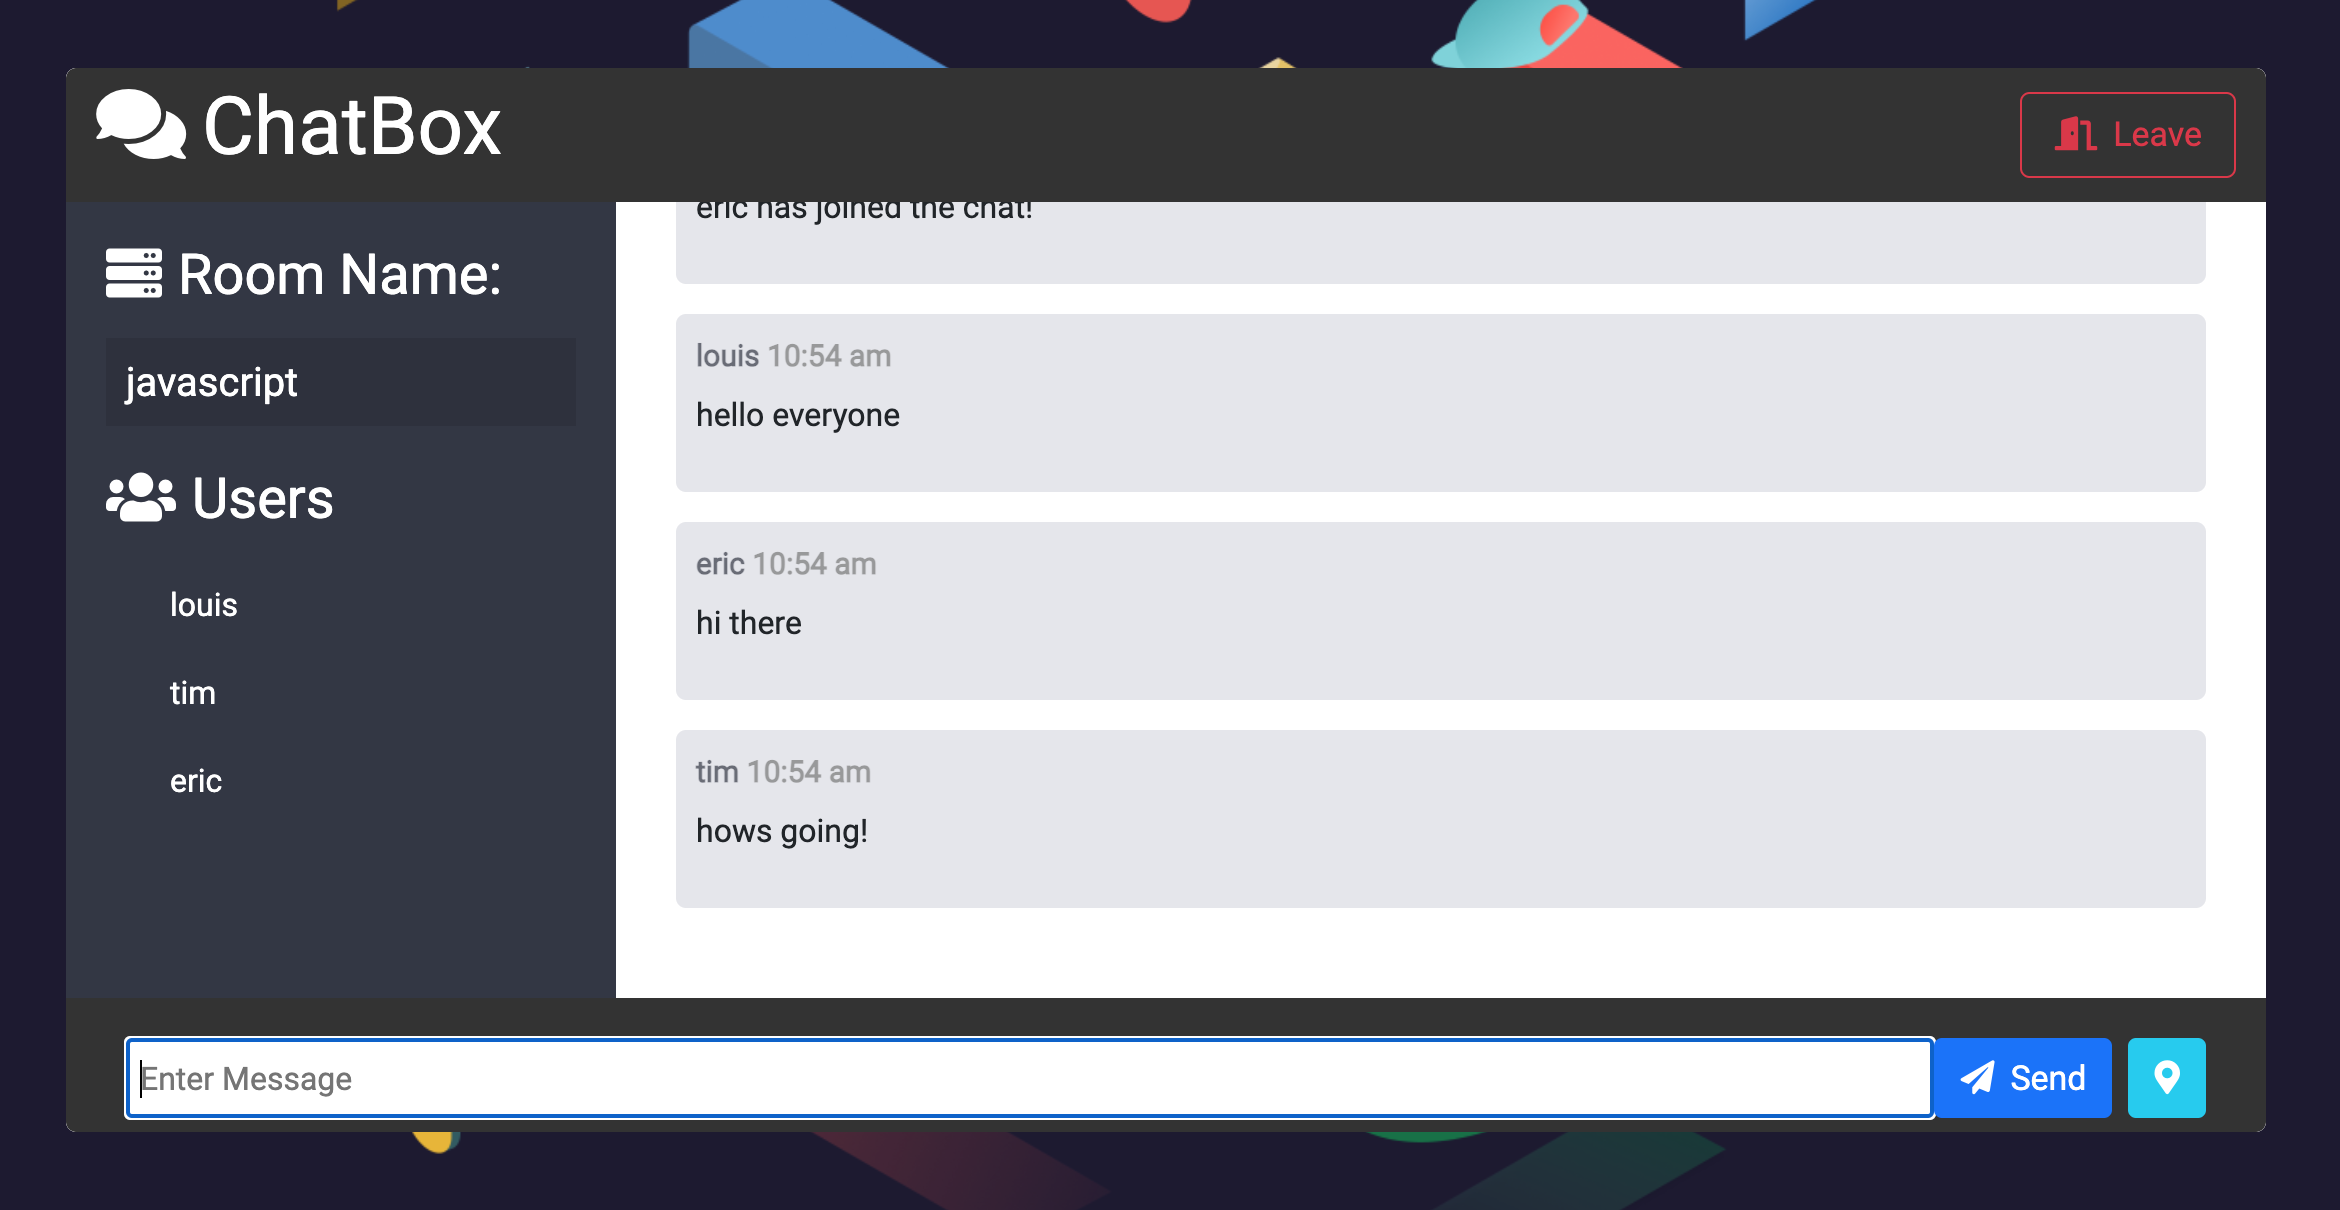 ChatBox
Leave
Room Name:
javascript
Users
louis
tim
eric
eric has joined the chat!
louis 10:54 am
hello everyone
eric 10:54 am
hi there
tim 10:54 am
hows going!
Enter Message
Send